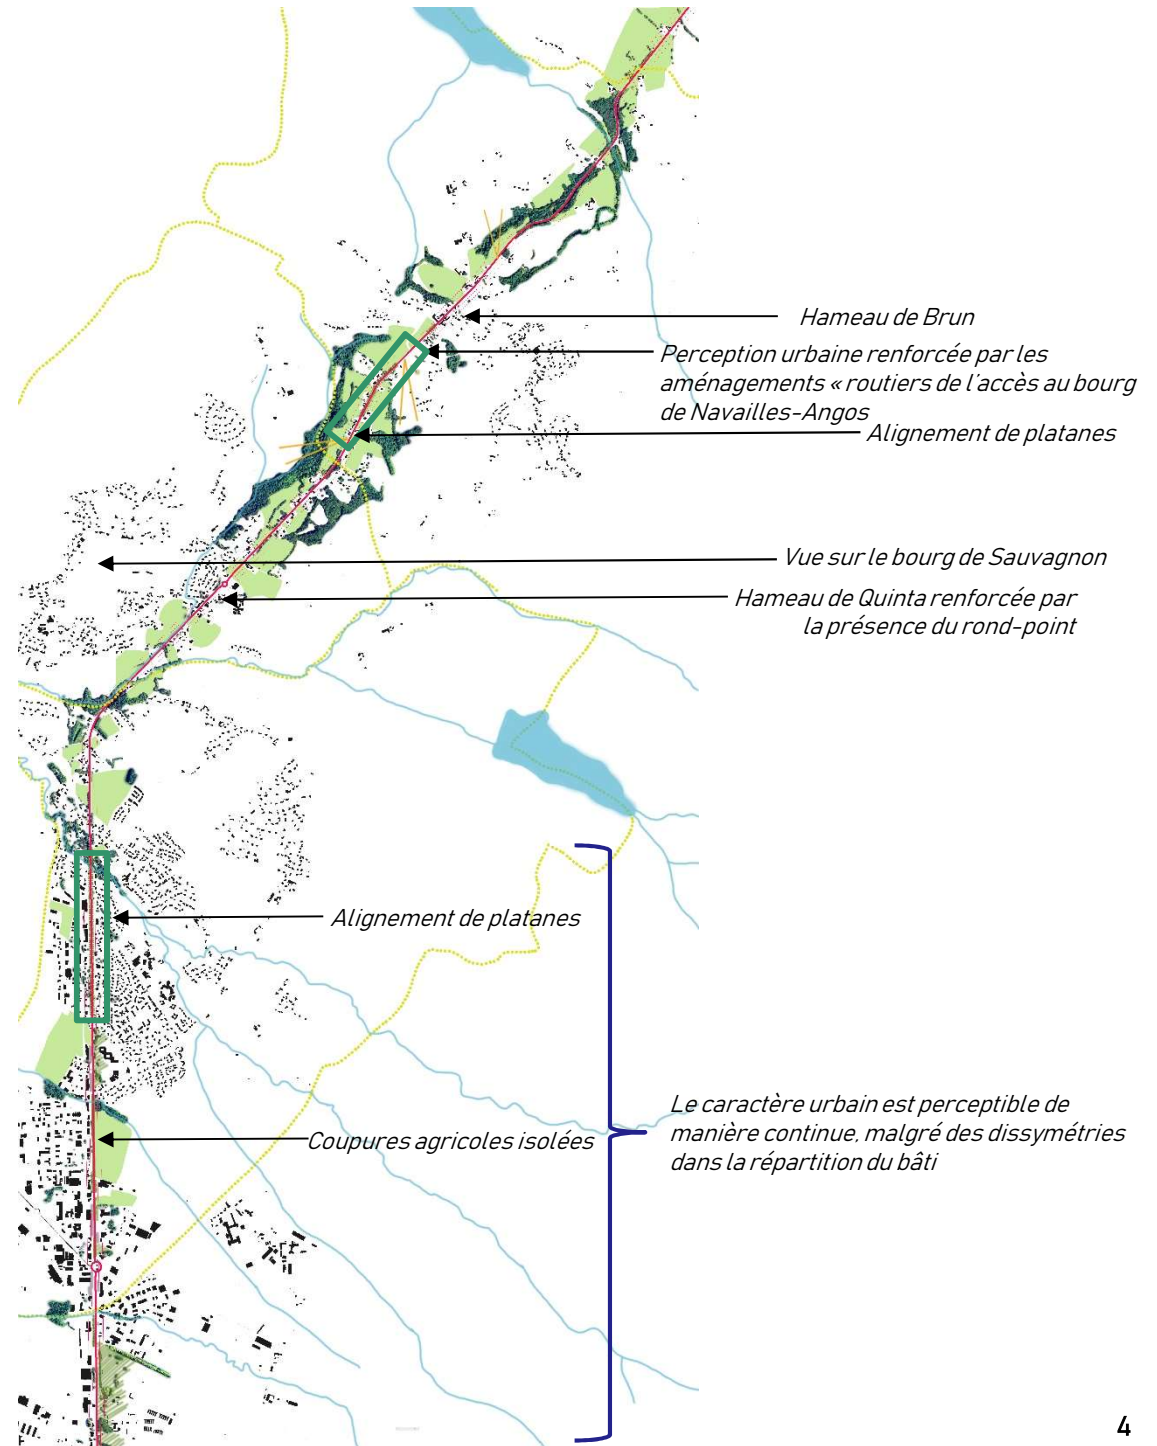 Hameau de Brun
Perception urbaine renforcée par les
aménagements « routiers de l'accès au bourg
de Navailles-Angos
Alignement de platanes
Vue sur le bourg de Sauvagnon
Hameau de Quinta renforcée par
la présence du rond-point
Alignement de platanes
Le caractère urbain est perceptible de
manière continue, malgré des dissymétries
dans la répartition du bâti
Coupures agricoles isolées
4